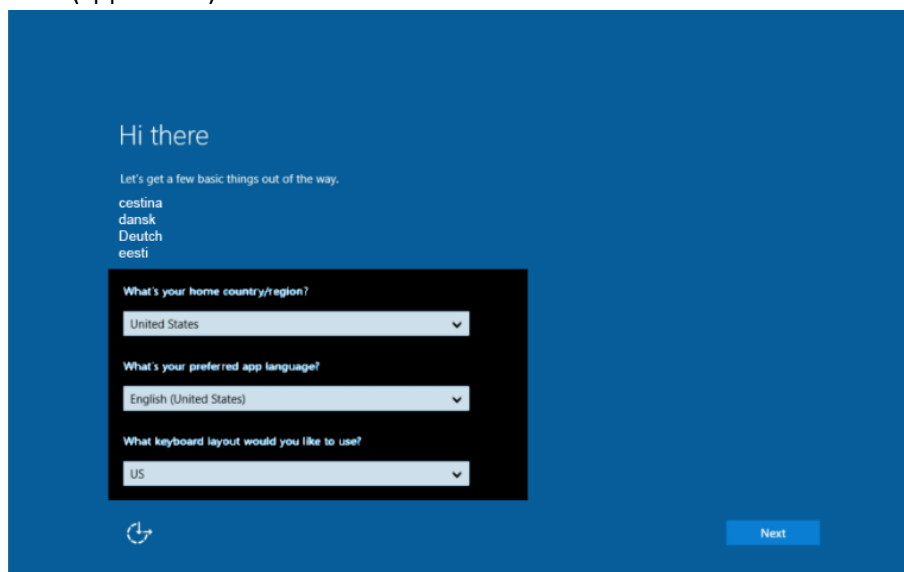 Hi there
Let's get a few basic things out of the way.
cestina
dansk
Deutch
eesti
What's your home country/region?
United States
What's your preferred app language?
English (United States)
What keyboard layout would you like to use?
US
Next